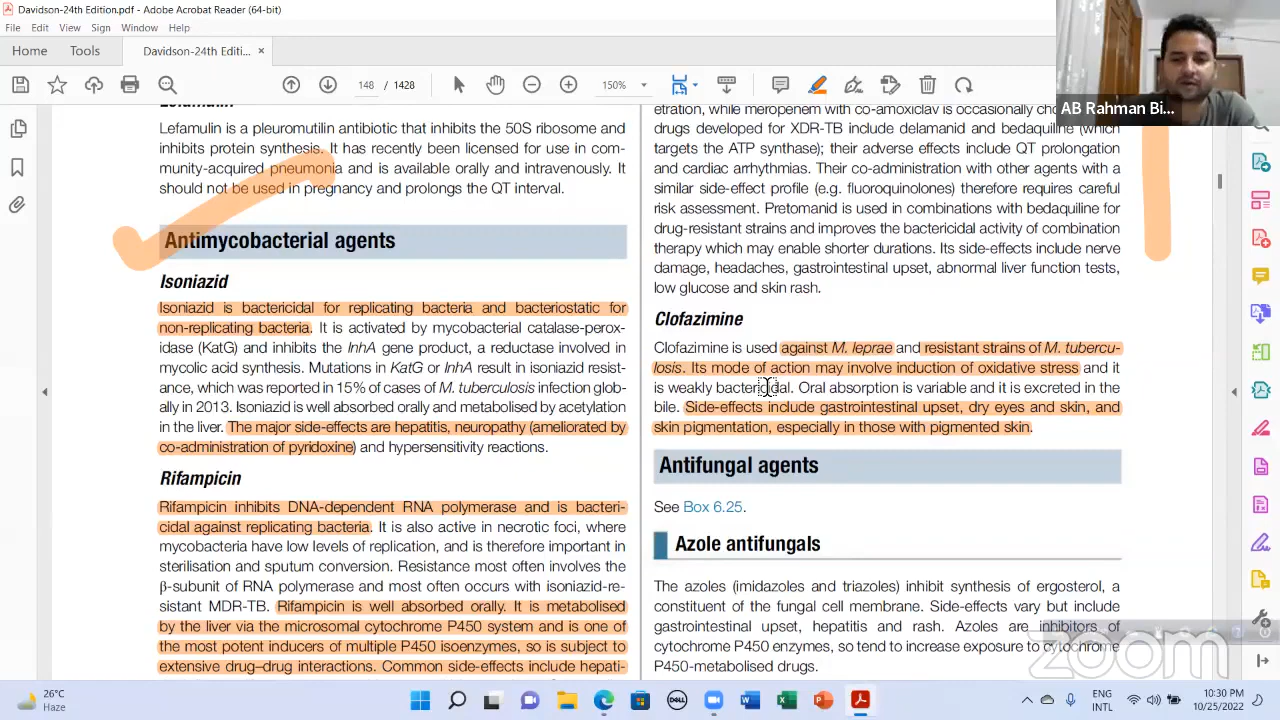 Davidson-24th Edition.pdf - Adobe Acrobat Reader (64-bit)
File Edit View Sign Window Help
Home Tools Davidson-24th Editi... ×
148 / 1428 150%
AB Rahman Bi...
Lefamulin
Lefamulin is a pleuromutilin antibiotic that inhibits the 50S ribosome and
inhibits protein synthesis. It has recently been licensed for use in com-
munity-acquired pneumonia and is available orally and intravenously. It
should not be used in pregnancy and prolongs the QT interval.
Antimycobacterial agents
Isoniazid
Isoniazid is bactericidal for replicating bacteria and bacteriostatic for
non-replicating bacteria. It is activated by mycobacterial catalase-perox-
idase (KatG) and inhibits the InhA gene product, a reductase involved in
mycolic acid synthesis. Mutations in KatG or InhA result in isoniazid resist-
ance, which was reported in 15% of cases of M. tuberculosis infection glob-
ally in 2013. Isoniazid is well absorbed orally and metabolised by acetylation
in the liver. The major side-effects are hepatitis, neuropathy (ameliorated by
co-administration of pyridoxine) and hypersensitivity reactions.
Rifampicin
Rifampicin inhibits DNA-dependent RNA polymerase and is bacteri-
cidal against replicating bacteria. It is also active in necrotic foci, where
mycobacteria have low levels of replication, and is therefore important in
sterilisation and sputum conversion. Resistance most often involves the
β-subunit of RNA polymerase and most often occurs with isoniazid-re-
sistant MDR-TB. Rifampicin is well absorbed orally. It is metabolised
by the liver via the microsomal cytochrome P450 system and is one of
the most potent inducers of multiple P450 isoenzymes, so is subject to
extensive drug–drug interactions. Common side-effects include hepati-
etration, while meropenem with co-amoxiclav is occasionally
drugs developed for XDR-TB include delamanid and bedaquiline (which
targets the ATP synthase); their adverse effects include QT prolongation
and cardiac arrhythmias. Their co-administration with other agents with a
similar side-effect profile (e.g. fluoroquinolones) therefore requires careful
risk assessment. Pretomanid is used in combinations with bedaquiline for
drug-resistant strains and improves the bactericidal activity of combination
therapy which may enable shorter durations. Its side-effects include nerve
damage, headaches, gastrointestinal upset, abnormal liver function tests,
low glucose and skin rash.
Clofazimine
Clofazimine is used against M. leprae and resistant strains of M. tubercu-
losis. Its mode of action may involve induction of oxidative stress and it
is weakly bactericidal. Oral absorption is variable and it is excreted in the
bile. Side-effects include gastrointestinal upset, dry eyes and skin, and
skin pigmentation, especially in those with pigmented skin.
Antifungal agents
See Box 6.25.
Azole antifungals
The azoles (imidazoles and triazoles) inhibit synthesis of ergosterol, a
constituent of the fungal cell membrane. Side-effects vary but include
gastrointestinal upset, hepatitis and rash. Azoles are inhibitors of
cytochrome P450 enzymes, so tend to increase exposure to cytochrome
P450-metabolised drugs.
zoom
26°C
Haze
DELL
ENG
INTL
10:30 PM
10/25/2022